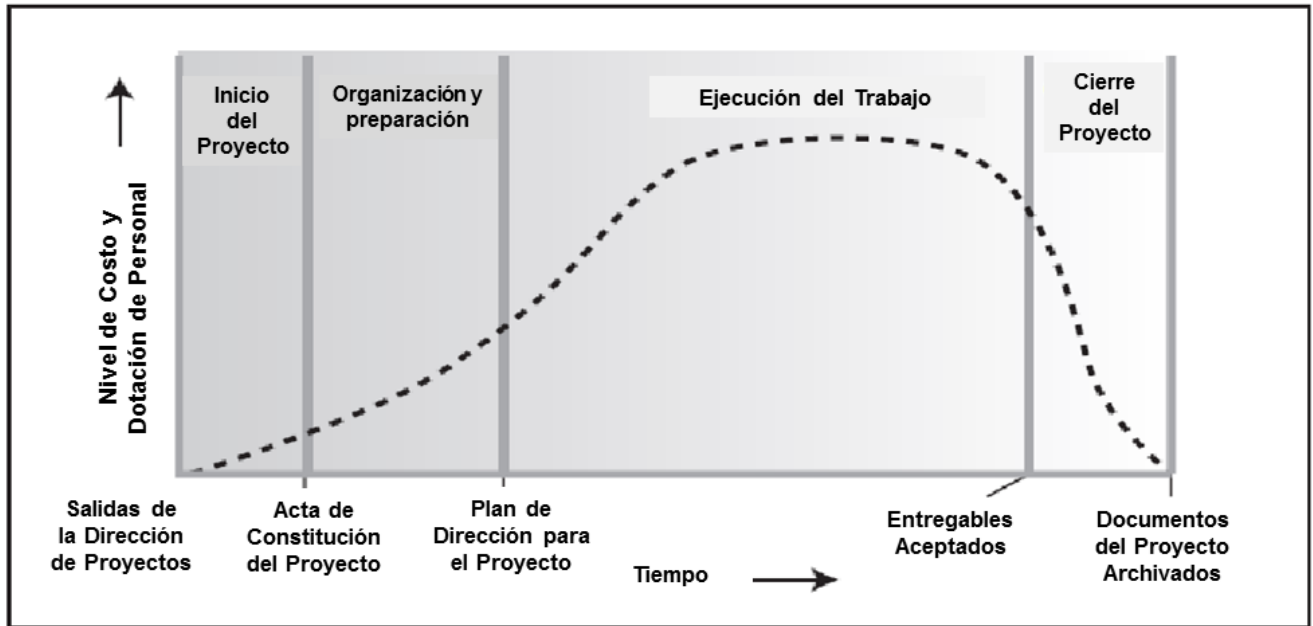 Inicio
del
Proyecto
Organización y
preparación
Ejecución del Trabajo
Cierre
del
Proyecto
Nivel de Costo y
Dotación de Personal
Salidas de
la Dirección
de Proyectos
Acta de
Constitución
del Proyecto
Plan de
Dirección para
el Proyecto
Tiempo
Entregables
Aceptados
Documentos
del Proyecto
Archivados